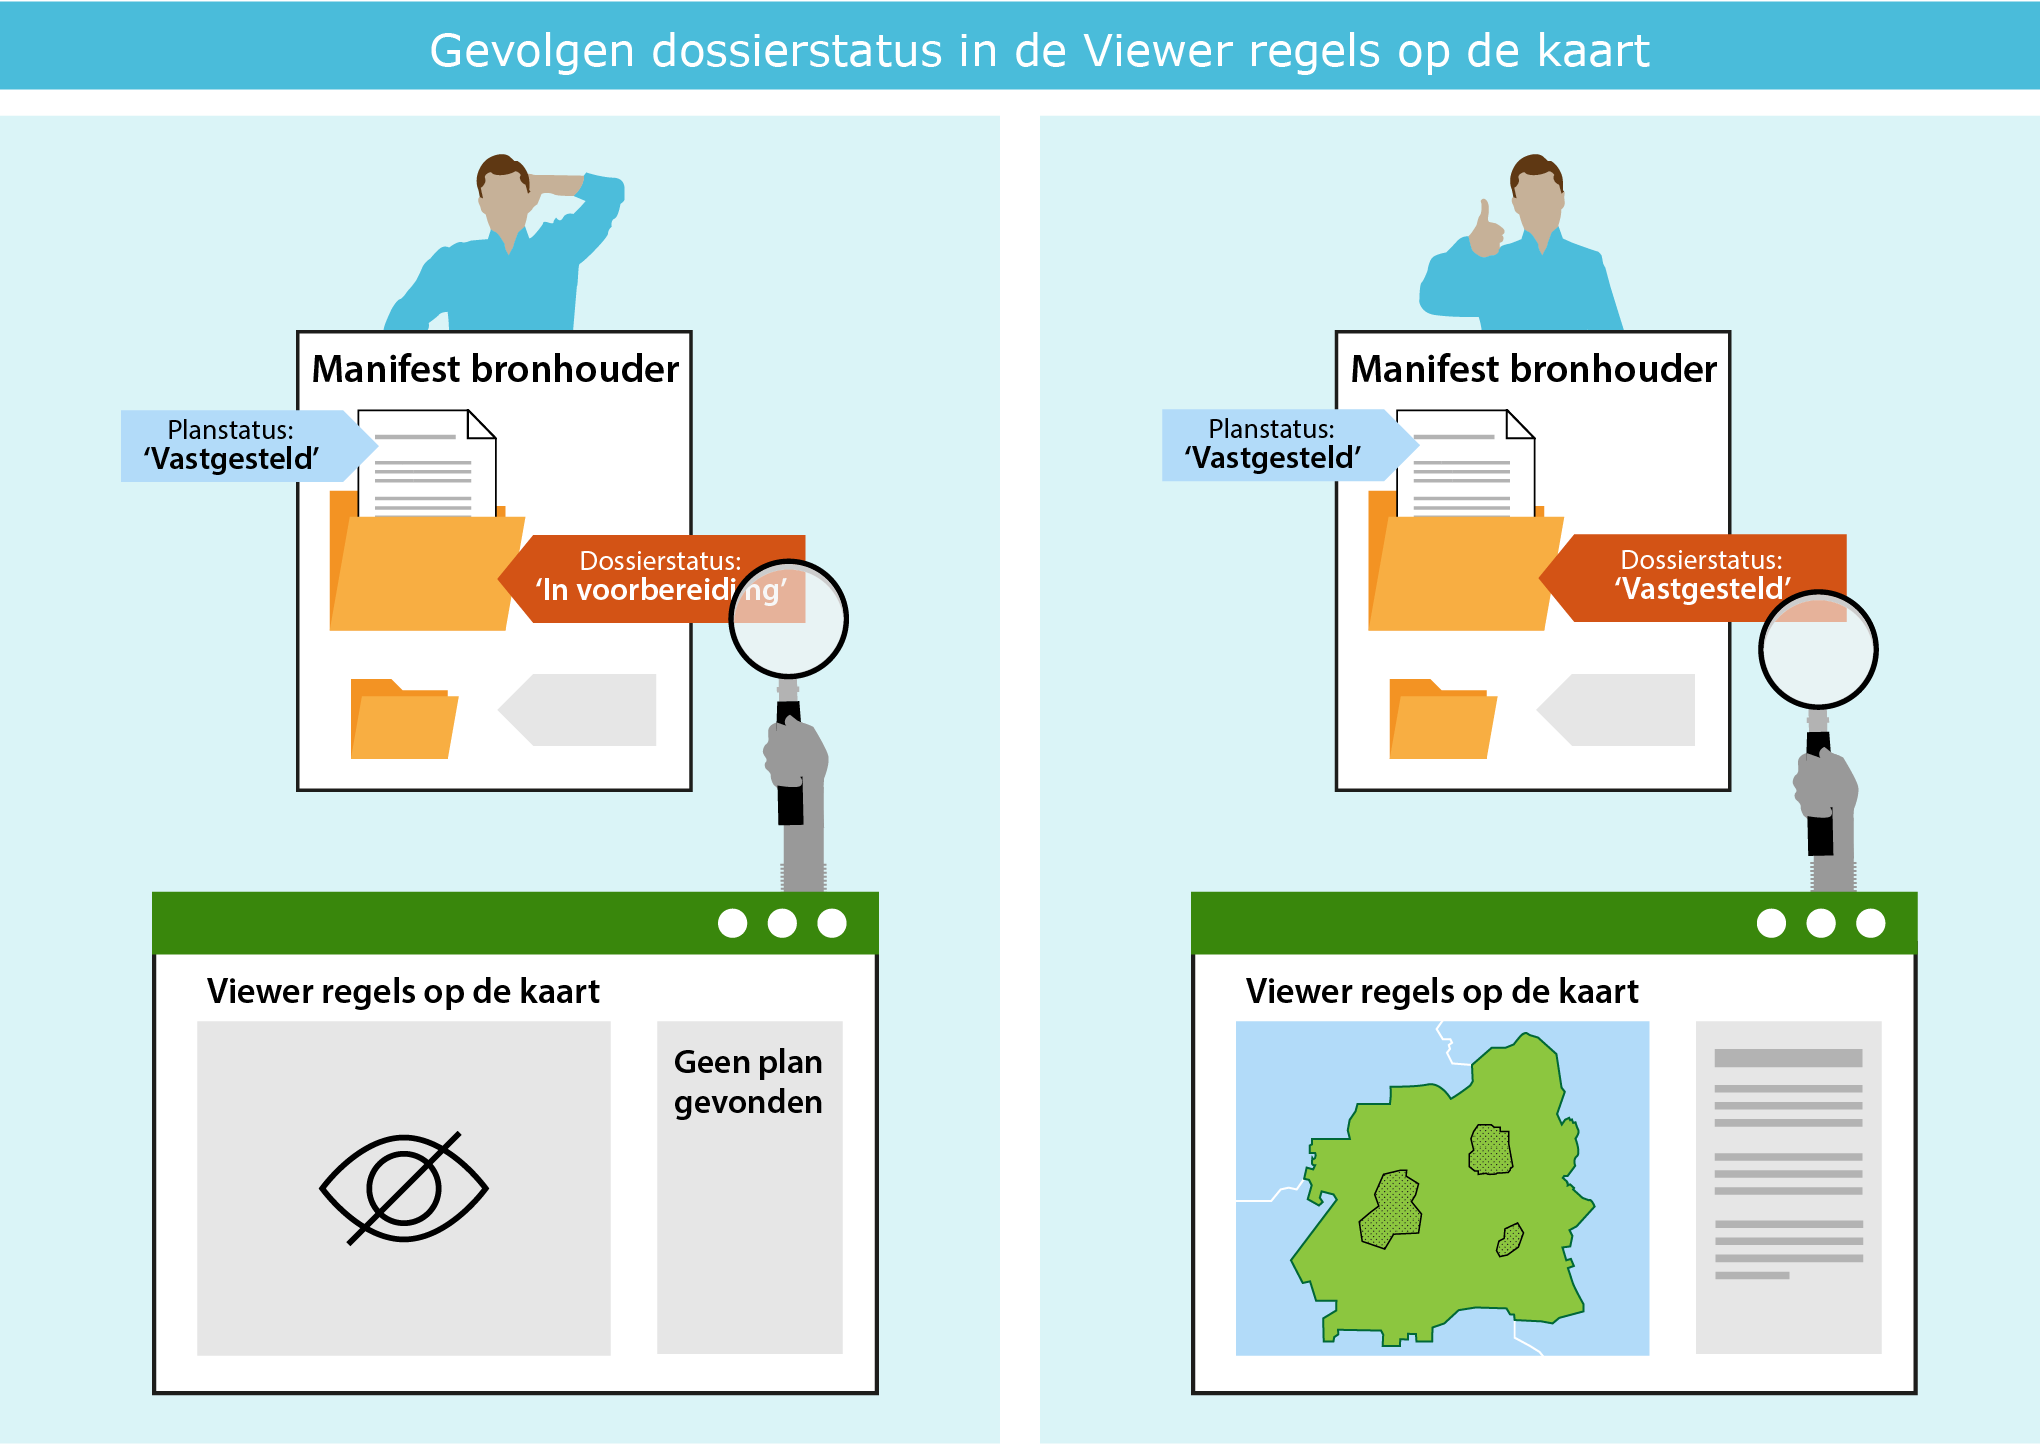 Gevolgen dossierstatus in de Viewer regels op de kaart
Manifest bronhouder
Planstatus:
‘Vastgesteld’
Dossierstatus:
‘In voorbereiding’
Viewer regels op de kaart
Geen plan
gevonden
Manifest bronhouder
Planstatus:
‘Vastgesteld’
Dossierstatus:
‘Vastgesteld’
Viewer regels op de kaart